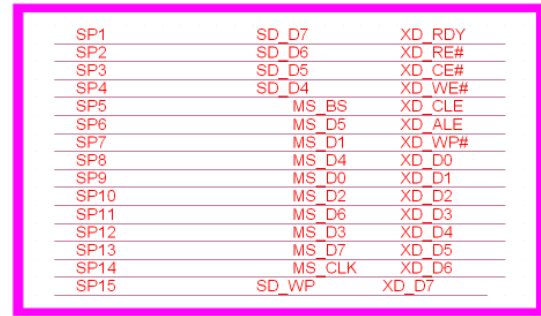 SP1 SD_D7 XD_RDY
SP2 SD_D6 XD_RE#
SP3 SD_D5 XD_CE#
SP4 SD_D4 XD_WE#
SP5 MS_BS XD_CLE
SP6 MS_D5 XD_ALE
SP7 MS_D1 XD_WP#
SP8 MS_D4 XD_D0
SP9 MS_D0 XD_D1
SP10 MS_D2 XD_D2
SP11 MS_D6 XD_D3
SP12 MS_D3 XD_D4
SP13 MS_D7 XD_D5
SP14 MS_CLK XD_D6
SP15 SD_WP XD_D7